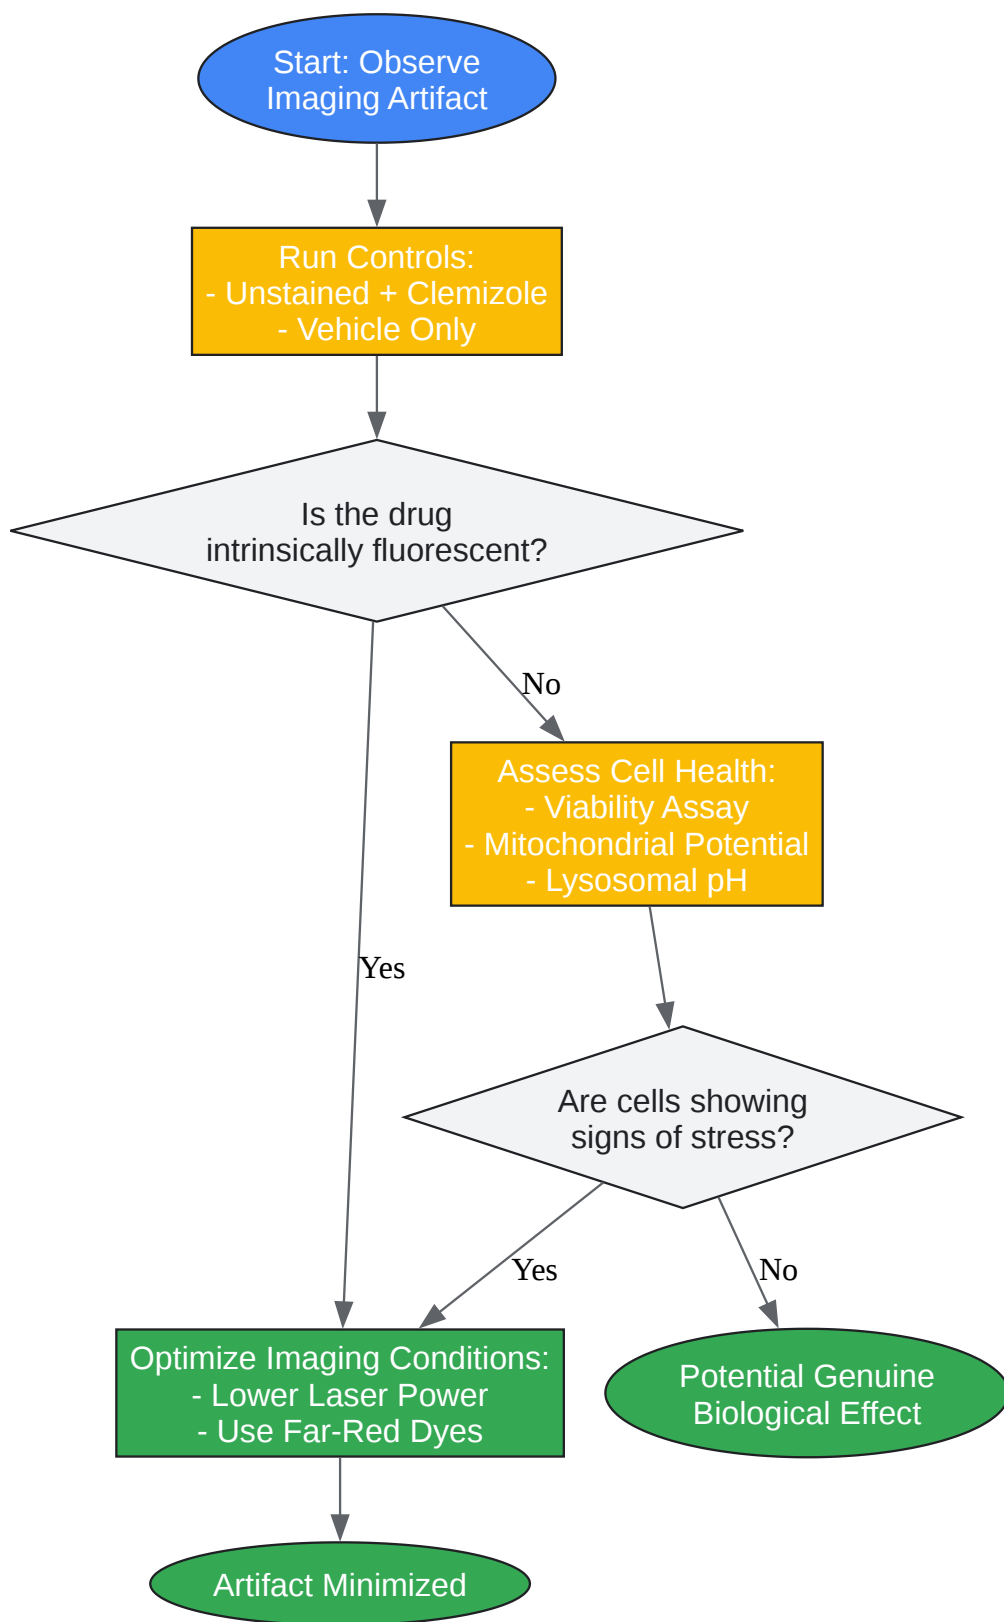 Start: Observe
Imaging Artifact
Run Controls:
- Unstained + Clemizole
- Vehicle Only
Is the drug
intrinsically fluorescent?
No
Assess Cell Health:
- Viability Assay
- Mitochondrial Potential
- Lysosomal pH
Yes
Are cells showing
signs of stress?
Yes
No
Optimize Imaging Conditions:
- Lower Laser Power
- Use Far-Red Dyes
Potential Genuine
Biological Effect
Artifact Minimized